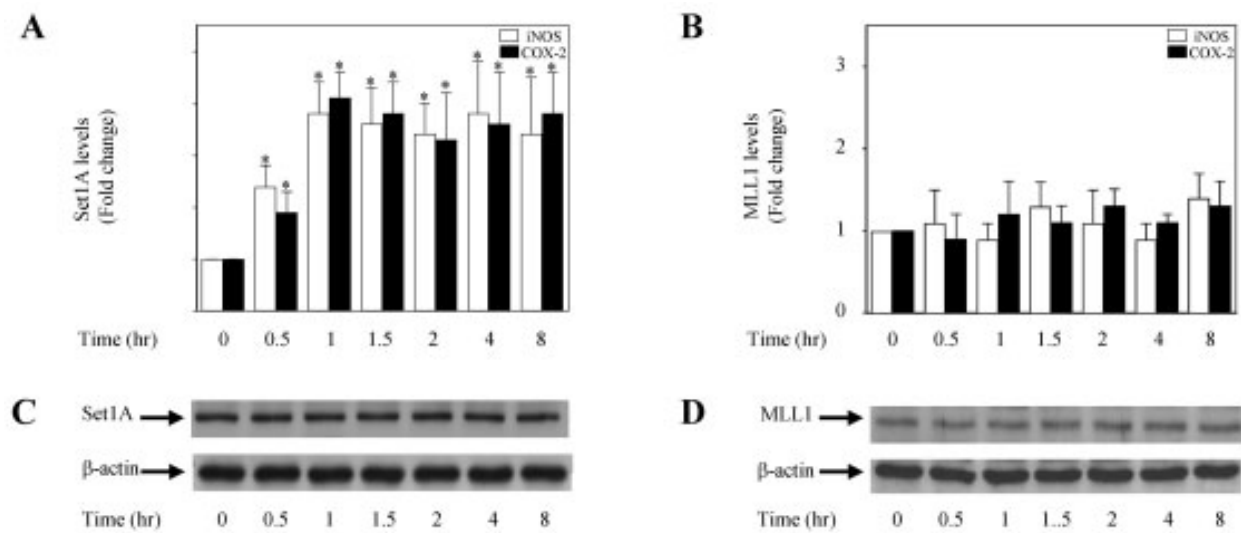 A
iNOS
COX-2
* * * * * * * * * * * *
Set1A levels
(Fold change)
Time (hr) 0 0.5 1 1.5 2 4 8
B
iNOS
COX-2
3
2
1
0
MLL1 levels
(Fold change)
Time (hr) 0 0.5 1 1.5 2 4 8
C
Set1A
β-actin
Time (hr) 0 0.5 1 1.5 2 4 8
D
MLL1
β-actin
Time (hr) 0 0.5 1 1..5 2 4 8